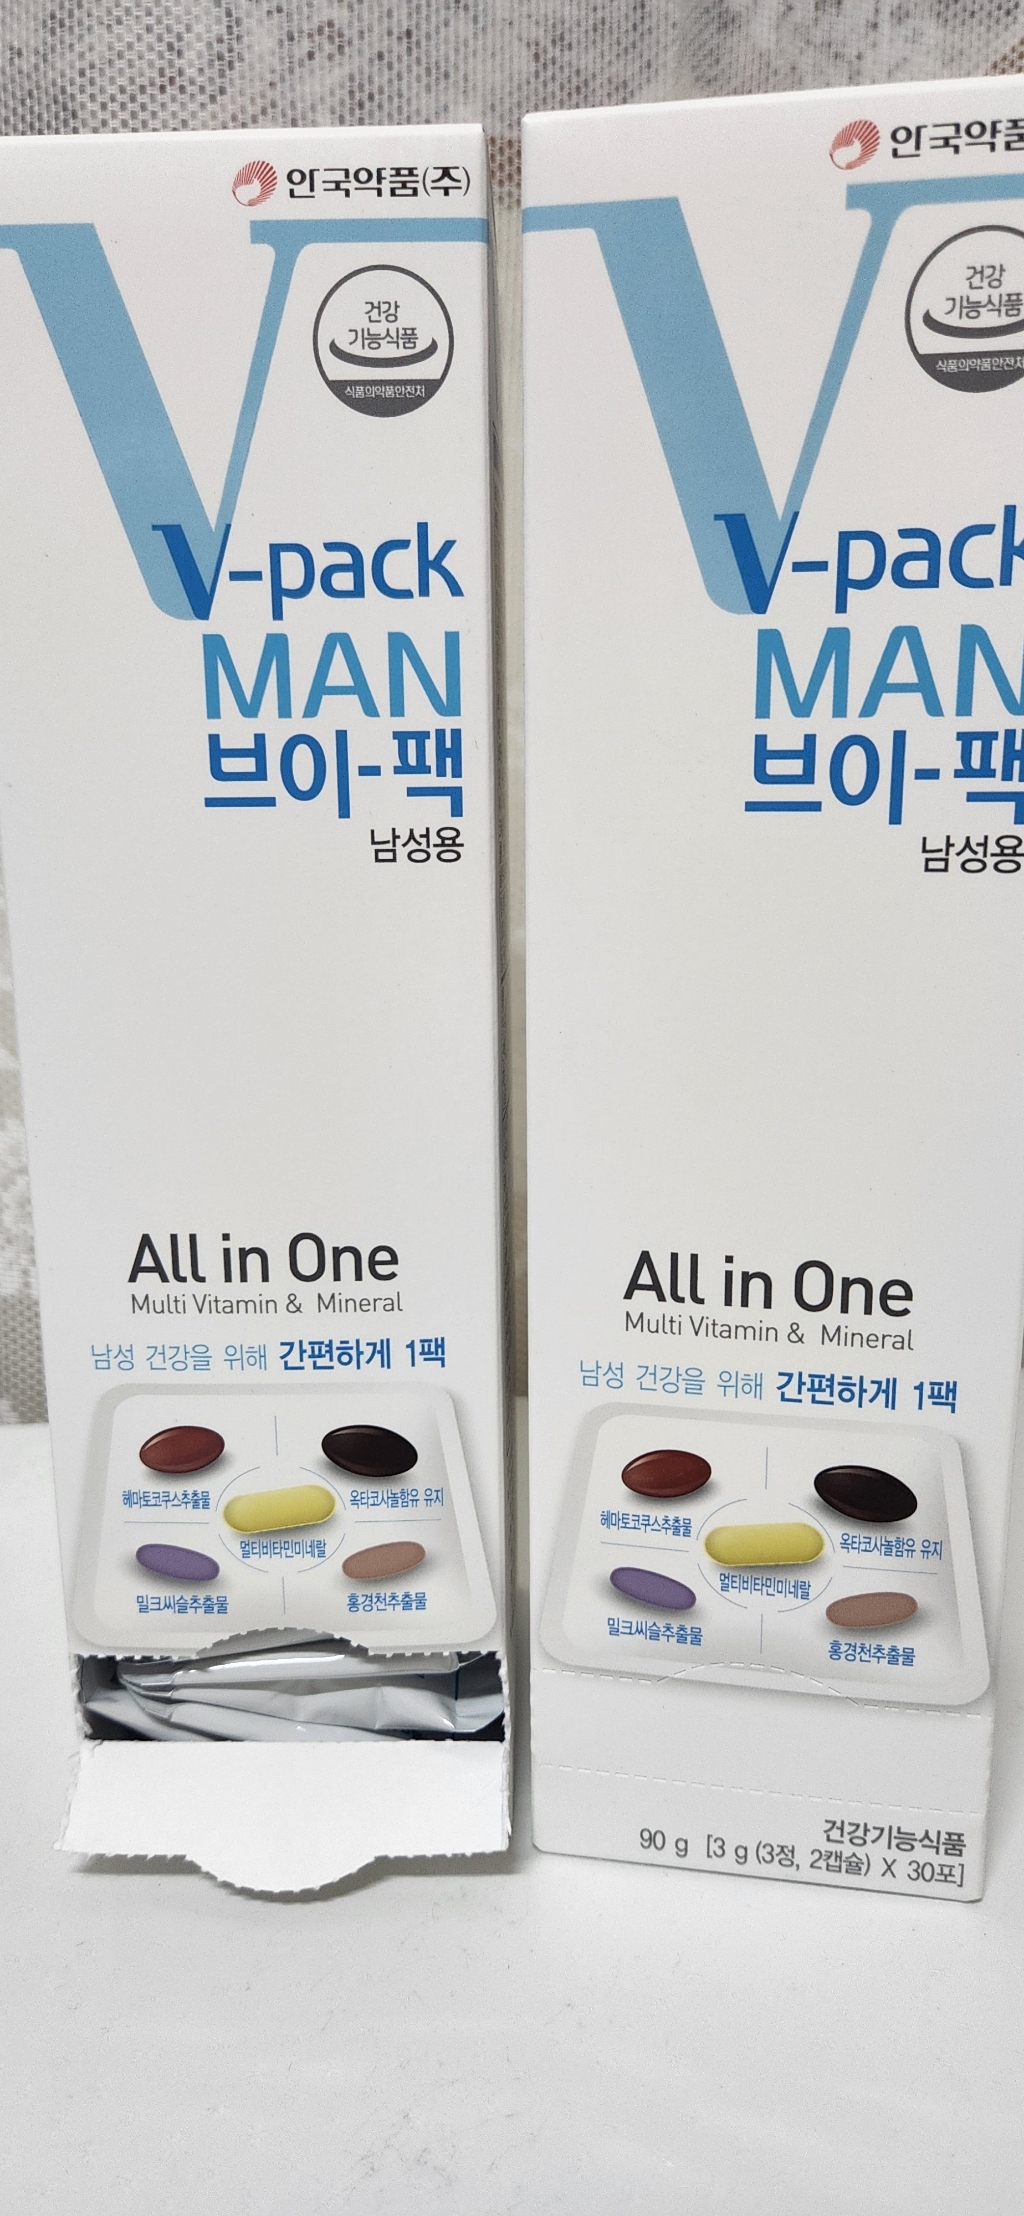 안국약품(주)
건강
기능식품
식품의약품안전처
V-pack
MAN
브이-팩
남성용
All in One
Multi Vitamin & Mineral
남성 건강을 위해 간편하게 1팩
헤마토코쿠스추출물
옥타코사놀함유 유지
멀티비타민미네랄
밀크씨슬추출물
홍경천추출물
안국약품
건강
기능식품
식품의약품안전처
V-pack
MAN
브이-팩
남성용
All in One
Multi Vitamin & Mineral
남성 건강을 위해 간편하게 1팩
헤마토코쿠스추출물
옥타코사놀함유 유지
멀티비타민미네랄
밀크씨슬추출물
홍경천추출물
건강기능식품
90 g [3 g (3정, 2캡슐) X 30포]